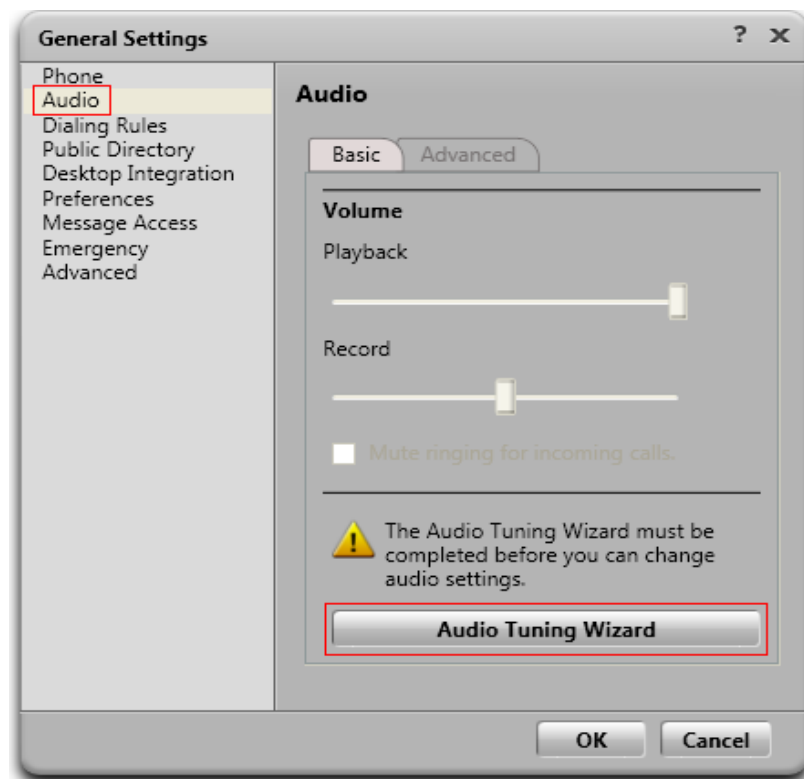 General Settings
? ×
Phone
Audio
Dialing Rules
Public Directory
Desktop Integration
Preferences
Message Access
Emergency
Advanced
Audio
Basic Advanced
Volume
Playback
Record
Mute ringing for incoming calls.
The Audio Tuning Wizard must be
completed before you can change
audio settings.
Audio Tuning Wizard
OK Cancel